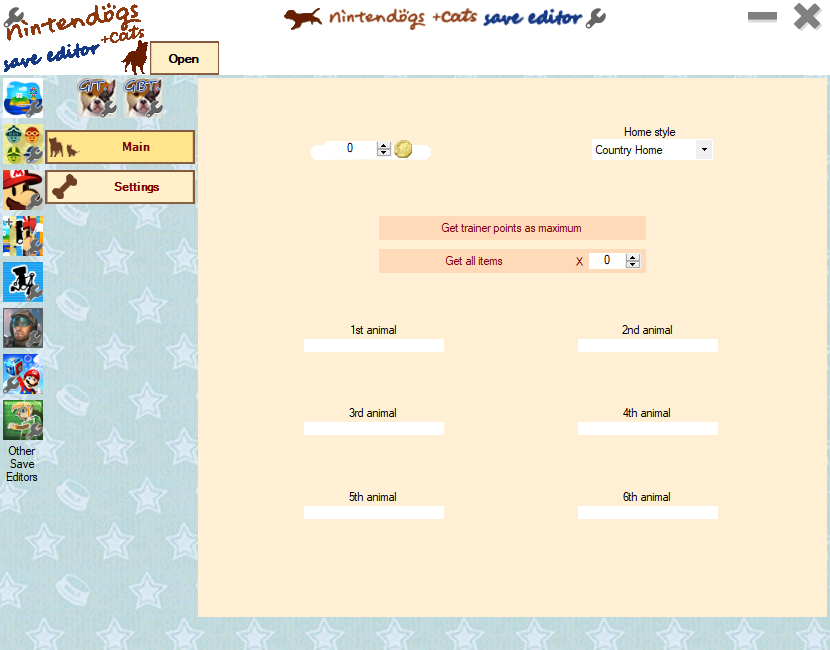 nintendogs
+cats
save editor
nintendogs +cats save editor
Open
GIT
GBT
Main
Settings
Other
Save
Editors
0
Home style
Country Home
Get trainer points as maximum
Get all items X 0
1st animal
2nd animal
3rd animal
4th animal
5th animal
6th animal